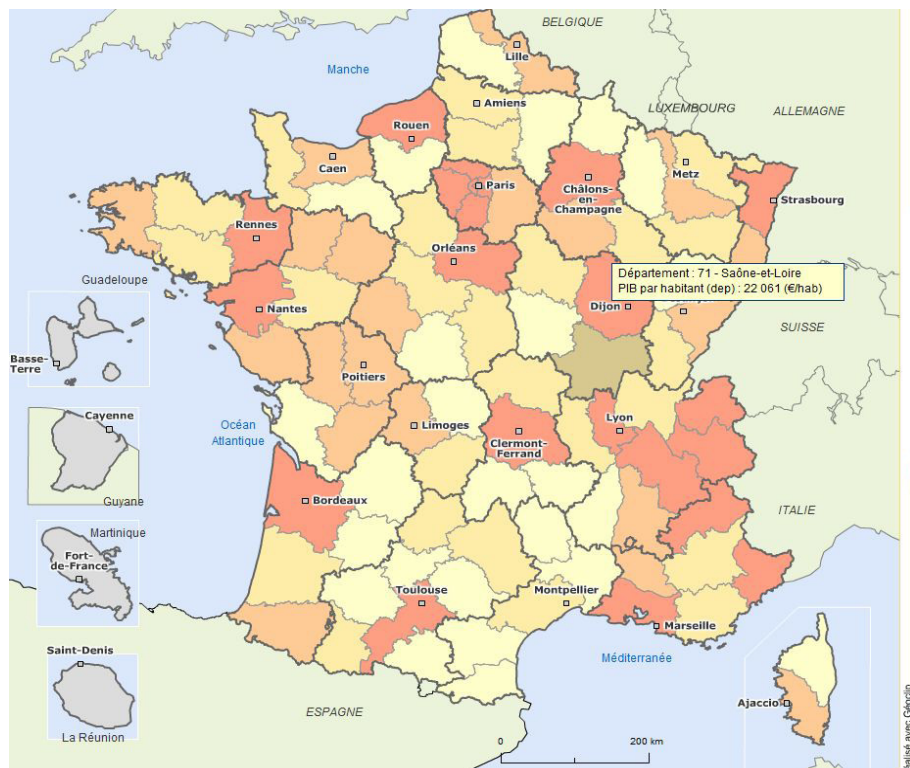 BELGIQUE
Lille
Manche
LUXEMBOURG
ALLEMAGNE
Amiens
Rouen
Caen
Paris
Châlons-
en-
Champagne
Metz
Strasbourg
Rennes
Orléans
Guadeloupe
Département : 71 - Saône-et-Loire
PIB par habitant (dep) : 22 061 (€/hab)
Nantes
Dijon
SUISSE
Basse-
Terre
Poitiers
Cayenne
Océan
Atlantique
Limoges
Clermont-
Ferrand
Lyon
Guyane
Bordeaux
ITALIE
Martinique
Fort-
de-France
Toulouse
Montpellier
Marseille
Saint-Denis
Méditerranée
La Réunion
ESPAGNE
Ajaccio
0
200 km
avec Géoclip